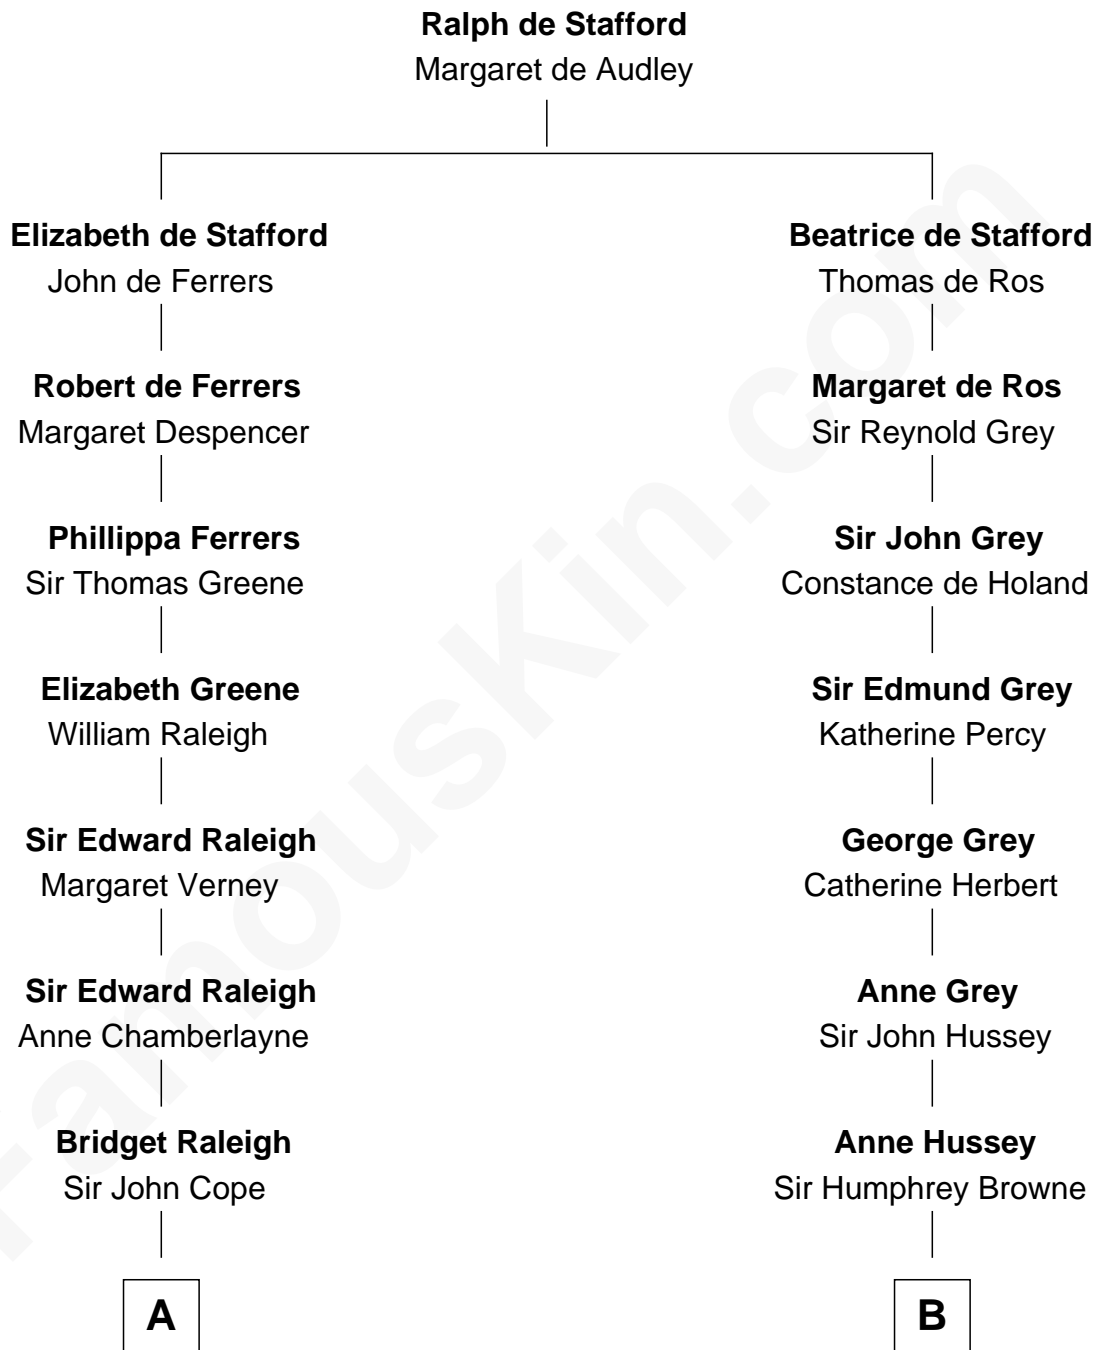 Ralph de Stafford
Margaret de Audley
Elizabeth de Stafford
John de Ferrers
Beatrice de Stafford
Thomas de Ros
Robert de Ferrers
Margaret Despencer
Margaret de Ros
Sir Reynold Grey
Phillippa Ferrers
Sir Thomas Greene
Sir John Grey
Constance de Holand
Elizabeth Greene
William Raleigh
Sir Edmund Grey
Katherine Percy
Sir Edward Raleigh
Margaret Verney
George Grey
Catherine Herbert
Sir Edward Raleigh
Anne Chamberlayne
Anne Grey
Sir John Hussey
Bridget Raleigh
Sir John Cope
Anne Hussey
Sir Humphrey Browne
A
B
FamousKin.com